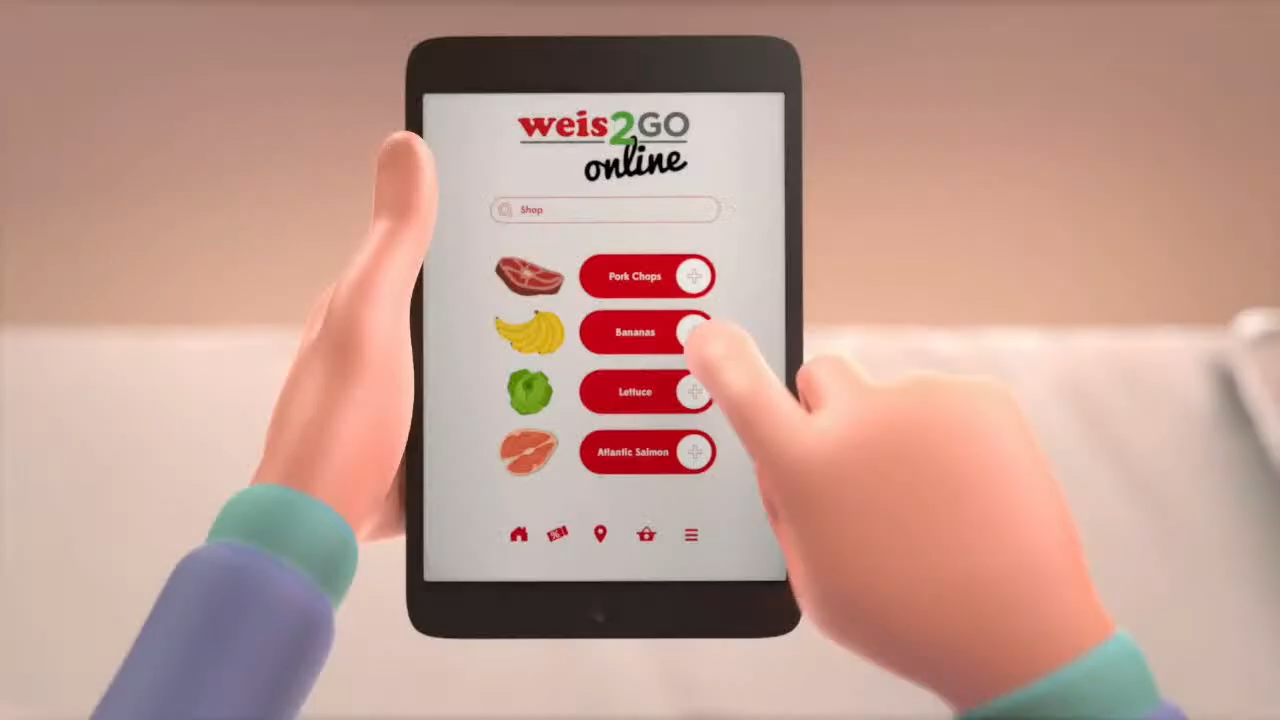 weis2GO
online
Shop
Pork Chops
Bananas
Lettuce
Atlantic Salmon
%